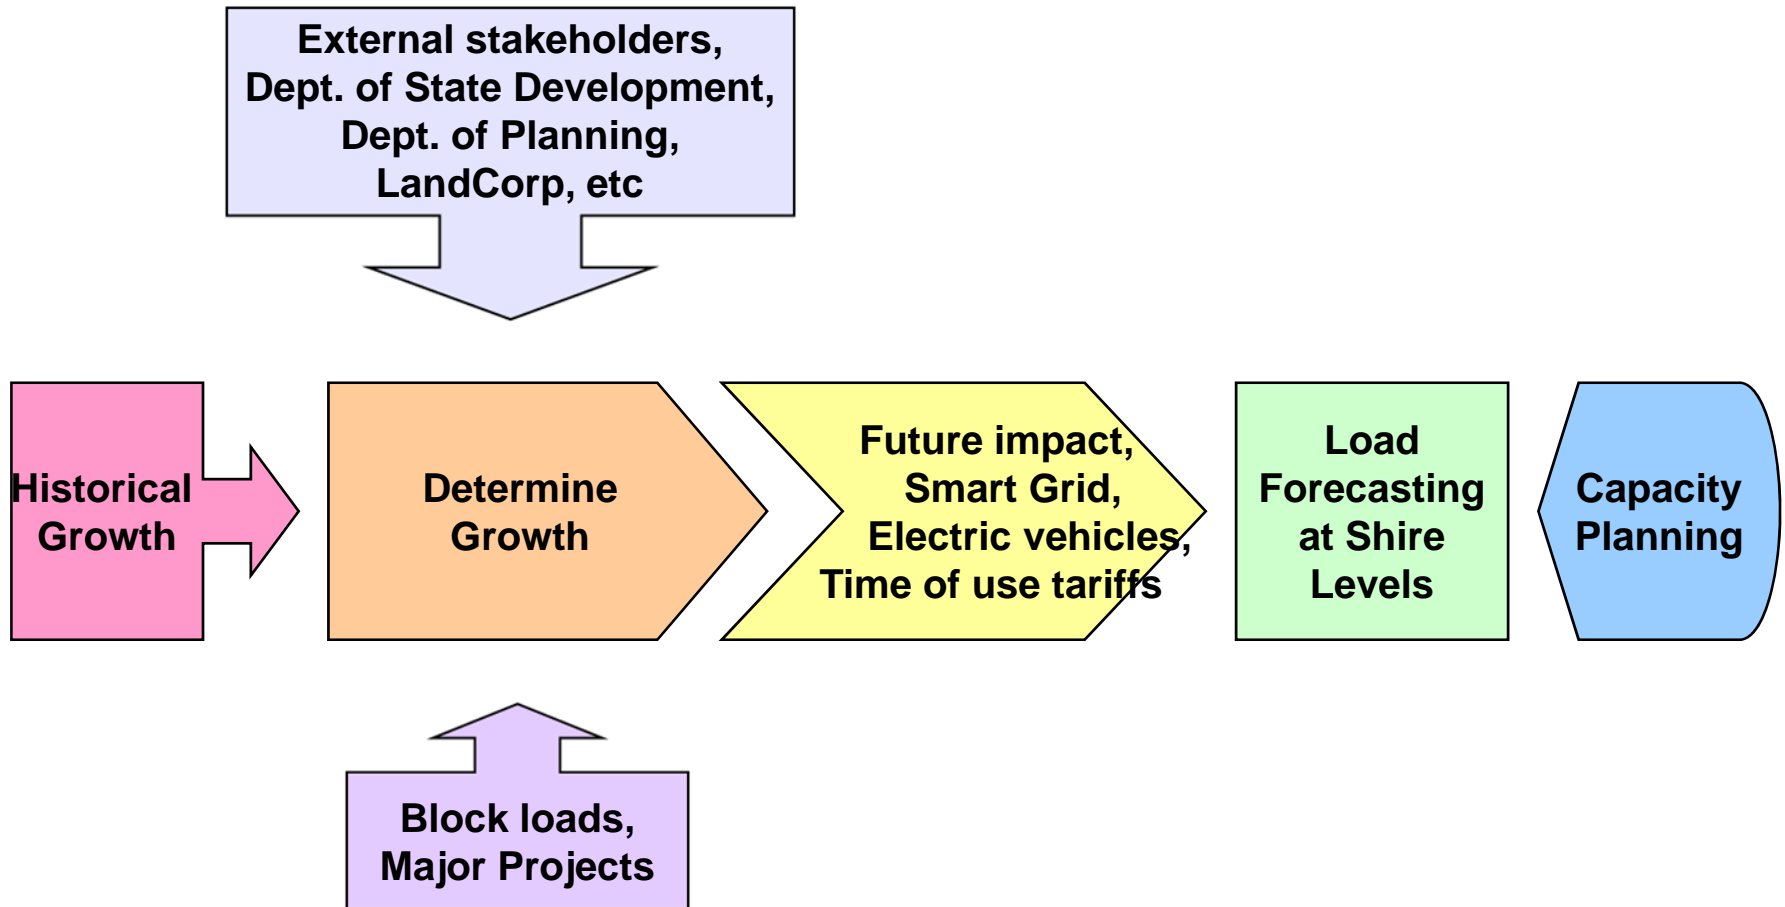 External stakeholders,
Dept. of State Development,
Dept. of Planning,
LandCorp, etc
Historical
Growth
Determine
Growth
Future impact,
Smart Grid,
Electric vehicles,
Time of use tariffs
Load
Forecasting
at Shire
Levels
Capacity
Planning
Block loads,
Major Projects